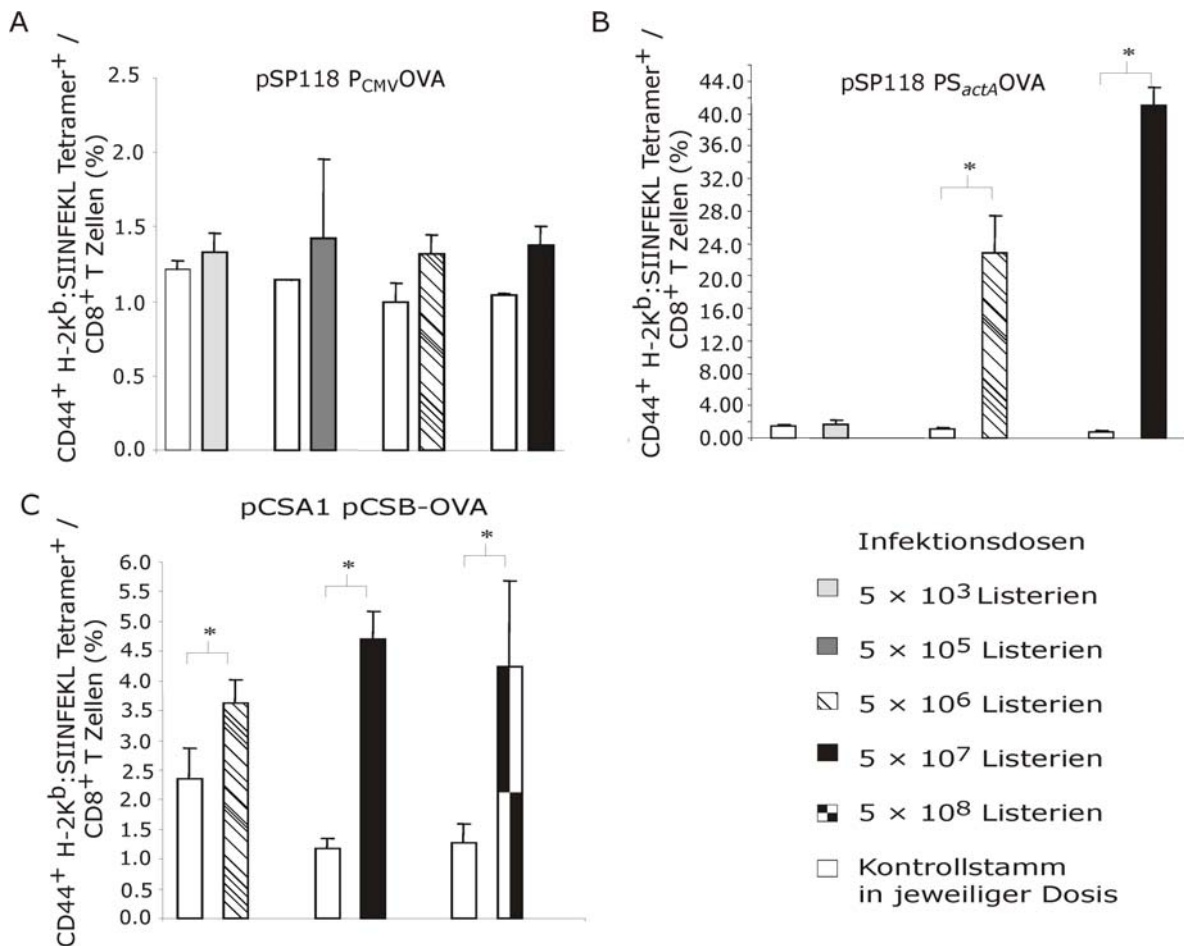 A
pSP118 P_CMV OVA
CD44⁺ H-2Kᵇ:SIINFEKL Tetramer⁺ /
CD8⁺ T Zellen (%)
2.5
2.0
1.5
1.0
0.5
0.0
B
pSP118 PS_actA OVA
CD44⁺ H-2Kᵇ:SIINFEKL Tetramer⁺ /
CD8⁺ T Zellen (%)
44.0
40.0
36.0
32.0
28.0
24.0
20.0
16.0
12.0
8.00
4.00
0.00
*
*
C
pCSA1 pCSB-OVA
CD44⁺ H-2Kᵇ:SIINFEKL Tetramer⁺ /
CD8⁺ T Zellen (%)
6.0
5.5
5.0
4.5
4.0
3.5
3.0
2.5
2.0
1.5
1.0
0.5
0.0
*
*
*
Infektionsdosen
5 × 10³ Listerien
5 × 10⁵ Listerien
5 × 10⁶ Listerien
5 × 10⁷ Listerien
5 × 10⁸ Listerien
Kontrollstamm
in jeweiliger Dosis